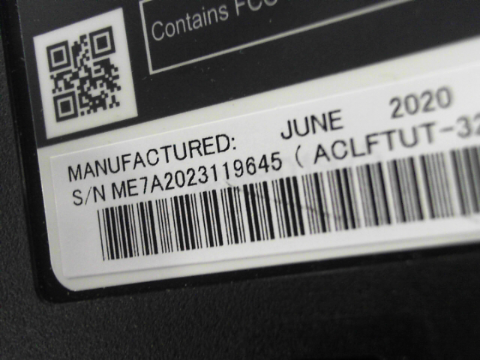 Contains FCC
MANUFACTURED: JUNE 2020
S/N ME7A2023119645 ( ACLFTUT-32